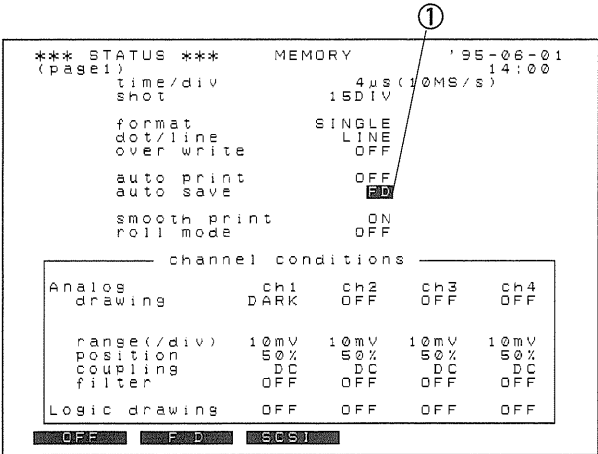 ①
*** STATUS *** MEMORY '95-06-01
(page1) 14:00
time/div 4μs(10MS/s)
shot 15DIV
format SINGLE
dot/line LINE
over write OFF
auto print OFF
auto save FD
smooth print ON
roll mode OFF
channel conditions
Analog ch1 ch2 ch3 ch4
drawing DARK OFF OFF OFF
range(/div) 10mV 10mV 10mV 10mV
position 50% 50% 50% 50%
coupling DC DC DC DC
filter OFF OFF OFF OFF
Logic drawing OFF OFF OFF OFF
OFF FD SCSI